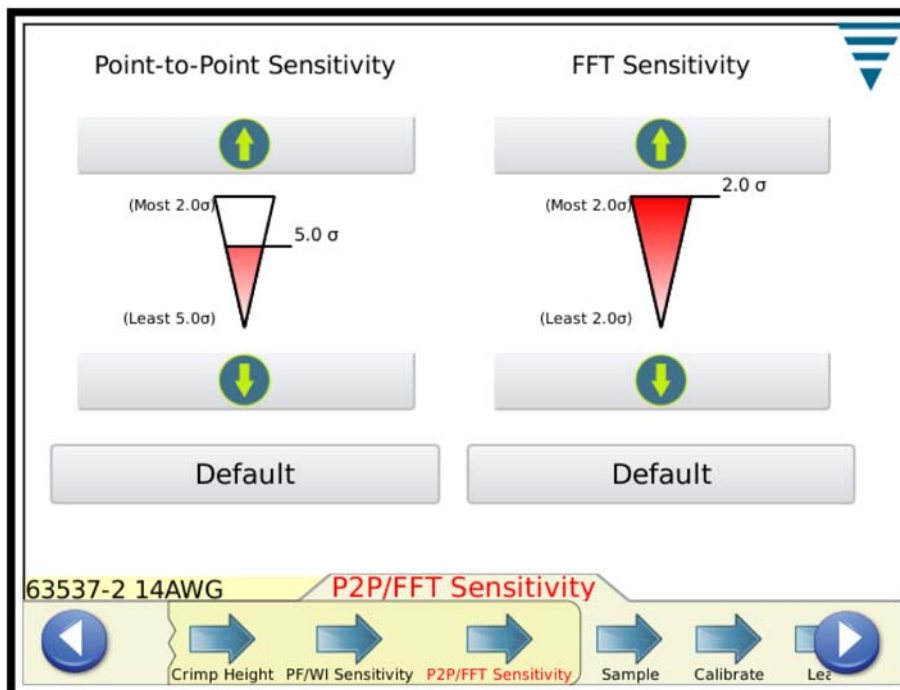 Point-to-Point Sensitivity
FFT Sensitivity
(Most 2.0σ)
5.0 σ
(Least 5.0σ)
(Most 2.0σ)
2.0 σ
(Least 2.0σ)
Default
Default
63537-2 14AWG
P2P/FFT Sensitivity
Crimp Height
PF/WI Sensitivity
P2P/FFT Sensitivity
Sample
Calibrate